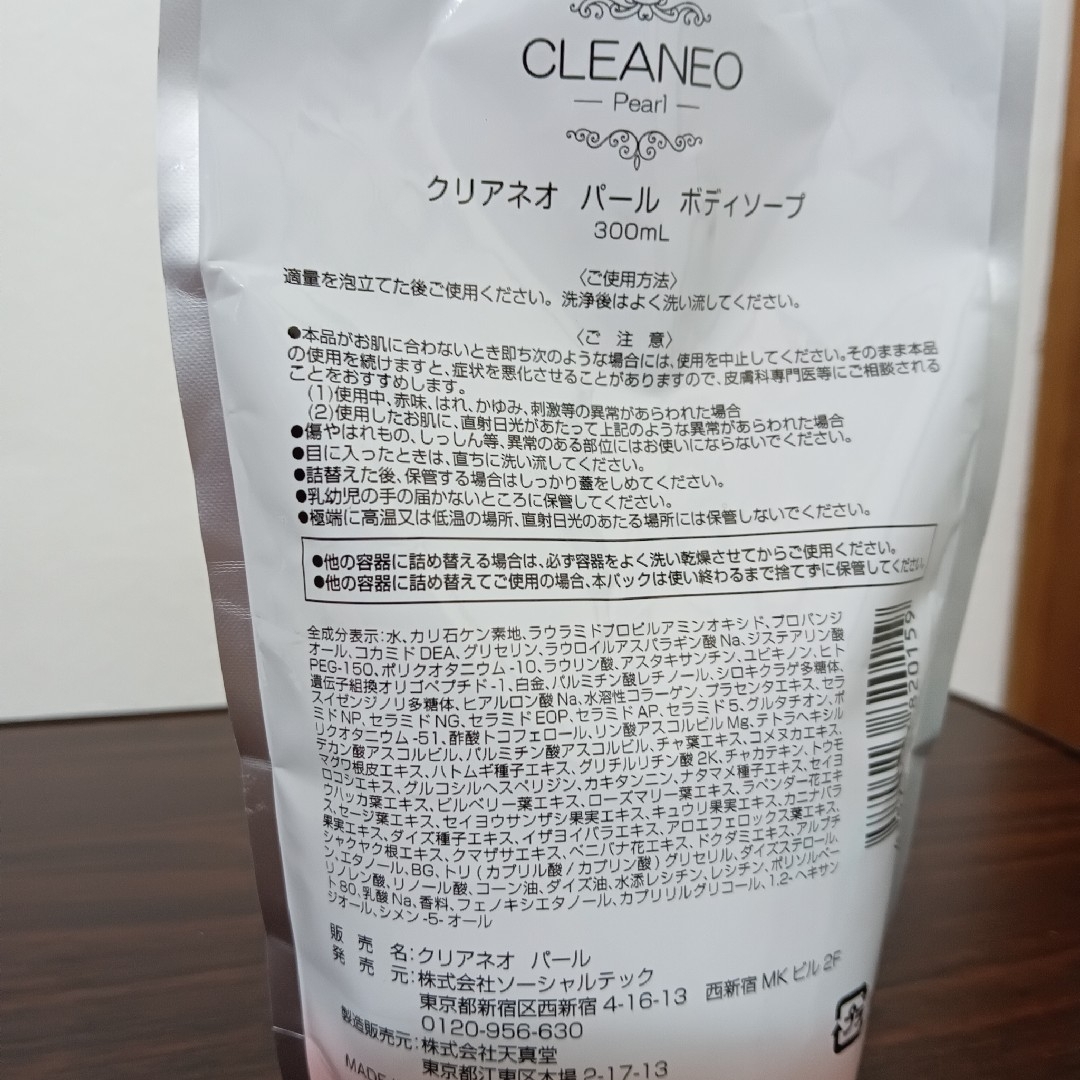 CLEANEO
— Pearl —
クリアネオ パール ボディソープ
300mL
〈ご使用方法〉
適量を泡立てた後ご使用ください。洗浄後はよく洗い流してください。
〈ご 注 意〉
●本品がお肌に合わないとき即ち次のような場合には、使用を中止してください。そのまま本品
の使用を続けますと、症状を悪化させることがありますので、皮膚科専門医等にご相談される
ことをおすすめします。
(1)使用中、赤味、はれ、かゆみ、刺激等の異常があらわれた場合
(2)使用したお肌に、直射日光があたって上記のような異常があらわれた場合
●傷やはれもの、しっしん等、異常のある部位にはお使いにならないでください。
●目に入ったときは、直ちに洗い流してください。
●詰替えた後、保管する場合はしっかり蓋をしめてください。
●乳幼児の手の届かないところに保管してください。
●極端に高温又は低温の場所、直射日光のあたる場所には保管しないでください。
●他の容器に詰め替える場合は、必ず容器をよく洗い乾燥させてからご使用ください。
●他の容器に詰め替えてご使用の場合、本パックは使い終わるまで捨てずに保管してください。
全成分表示:水、カリ石ケン素地、ラウラミドプロピルアミンオキシド、プロパンジ
オール、コカミドDEA、グリセリン、ラウロイルアスパラギン酸Na、ジステアリン酸
PEG-150、ポリクオタニウム-10、ラウリン酸、アスタキサンチン、ユビキノン、ヒト
遺伝子組換オリゴペプチド-1、白金、パルミチン酸レチノール、シロキクラゲ多糖体、
スイゼンジノリ多糖体、ヒアルロン酸Na、水溶性コラーゲン、プラセンタエキス、セラ
ミドNP、セラミドNG、セラミドEOP、セラミドAP、セラミド5、グルタチオン、ポ
リクオタニウム-51、酢酸トコフェロール、リン酸アスコルビルMg、テトラヘキシル
デカン酸アスコルビル、パルミチン酸アスコルビル、チャ葉エキス、コメヌカエキス、
マグワ根皮エキス、ハトムギ種子エキス、グリチルリチン酸2K、チャカテキン、トウモ
ロコシエキス、グルコシルヘスペリジン、カキタンニン、ナタマメ種子エキス、セイヨ
ウハッカ葉エキス、ビルベリー葉エキス、ローズマリー葉エキス、ラベンダー花エキ
ス、セージ葉エキス、セイヨウサンザシ果実エキス、キュウリ果実エキス、カニナバラ
果実エキス、ダイズ種子エキス、イザヨイバラエキス、アロエフェロックス葉エキス、
シャクヤク根エキス、クマザサエキス、ベニバナ花エキス、ドクダミエキス、アルブチ
ン、エタノール、BG、トリ(カプリル酸/カプリン酸)グリセリル、ダイズステロール、
リノレン酸、リノール酸、コーン油、ダイズ油、水添レシチン、レシチン、ポリソルベー
ト80、乳酸Na、香料、フェノキシエタノール、カプリリルグリコール、1,2-ヘキサン
ジオール、シメン-5-オール
820159
販 売 名:クリアネオ パール
発 売 元:株式会社ソーシャルテック
東京都新宿区西新宿 4-16-13 西新宿 MK ビル 2F
0120-956-630
製造販売元:株式会社天真堂
東京都江東区木場 2-17-13
MADE